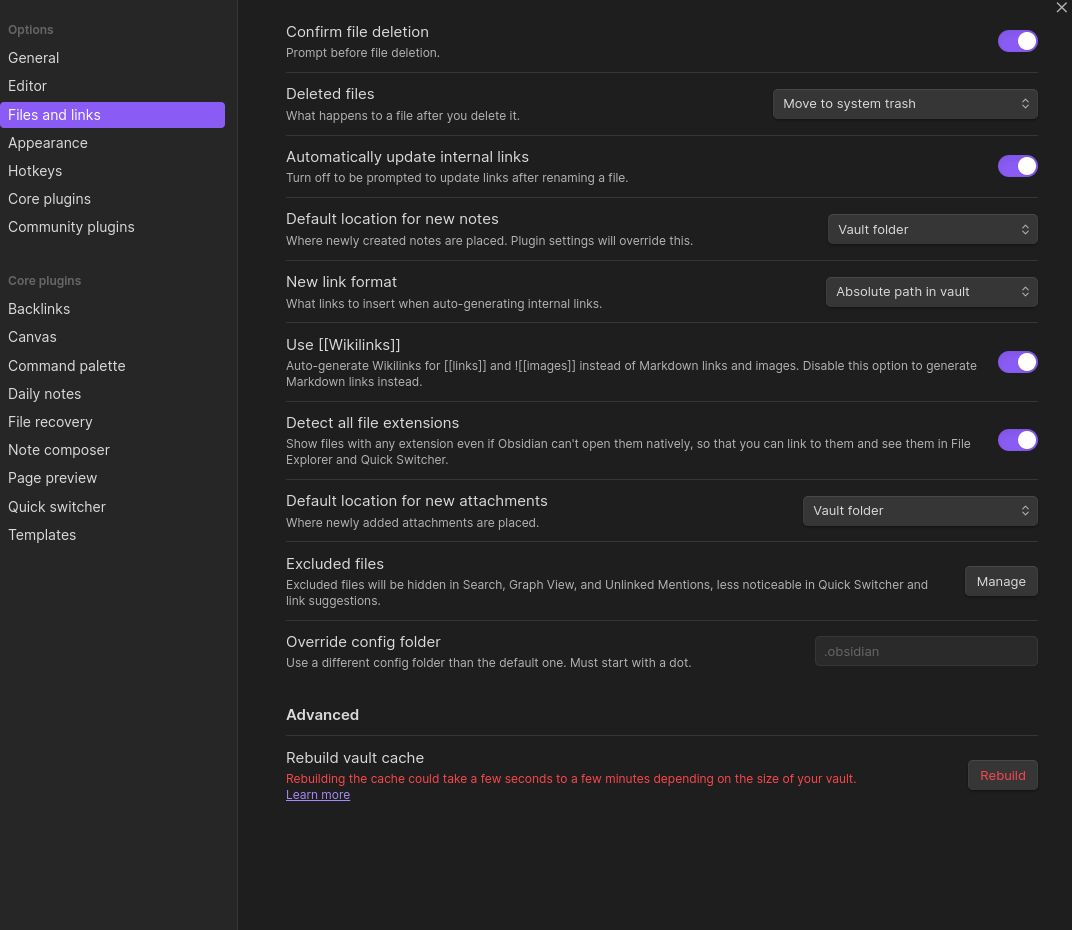 Options
General
Editor
Files and links
Appearance
Hotkeys
Core plugins
Community plugins
Core plugins
Backlinks
Canvas
Command palette
Daily notes
File recovery
Note composer
Page preview
Quick switcher
Templates
Confirm file deletion
Prompt before file deletion.
Deleted files
What happens to a file after you delete it.
Move to system trash
Automatically update internal links
Turn off to be prompted to update links after renaming a file.
Default location for new notes
Where newly created notes are placed. Plugin settings will override this.
Vault folder
New link format
What links to insert when auto-generating internal links.
Absolute path in vault
Use [[Wikilinks]]
Auto-generate Wikilinks for [[links]] and ![[images]] instead of Markdown links and images. Disable this option to generate
Markdown links instead.
Detect all file extensions
Show files with any extension even if Obsidian can't open them natively, so that you can link to them and see them in File
Explorer and Quick Switcher.
Default location for new attachments
Where newly added attachments are placed.
Vault folder
Excluded files
Excluded files will be hidden in Search, Graph View, and Unlinked Mentions, less noticeable in Quick Switcher and
link suggestions.
Manage
Override config folder
Use a different config folder than the default one. Must start with a dot.
.obsidian
Advanced
Rebuild vault cache
Rebuilding the cache could take a few seconds to a few minutes depending on the size of your vault.
Learn more
Rebuild